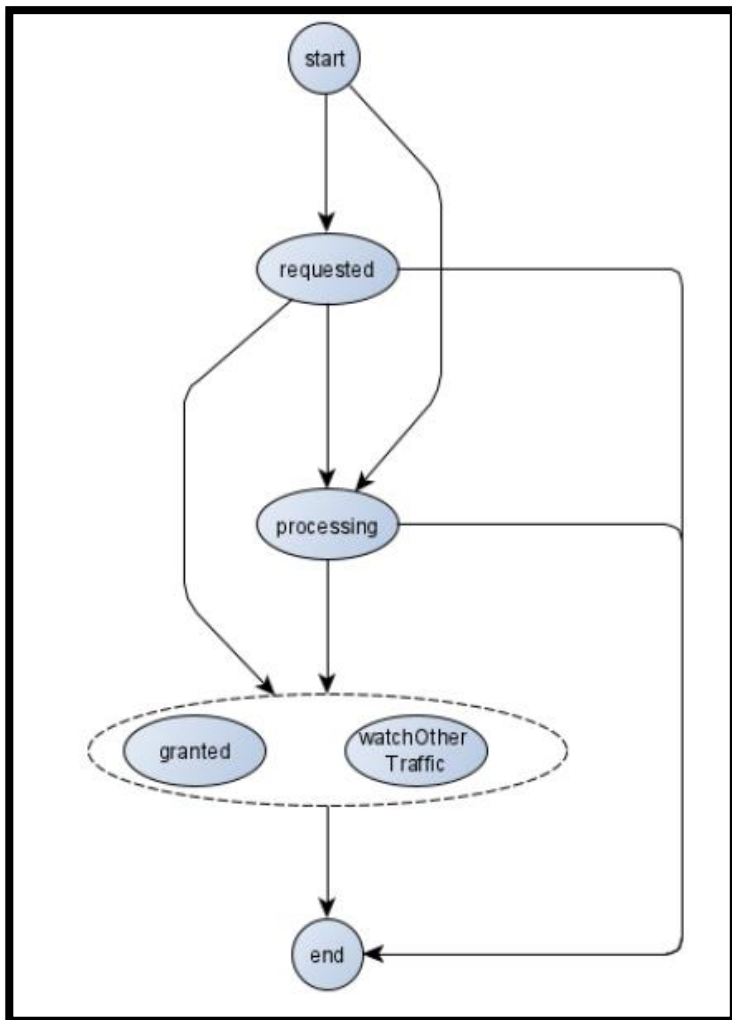 start
requested
processing
granted
watchOther
Traffic
end